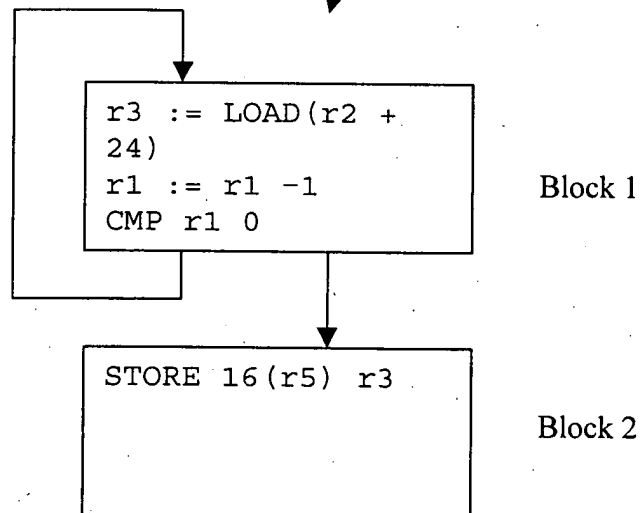 r3 := LOAD(r2 +
24)
r1 := r1 -1
CMP r1 0
Block 1
STORE 16(r5) r3
Block 2